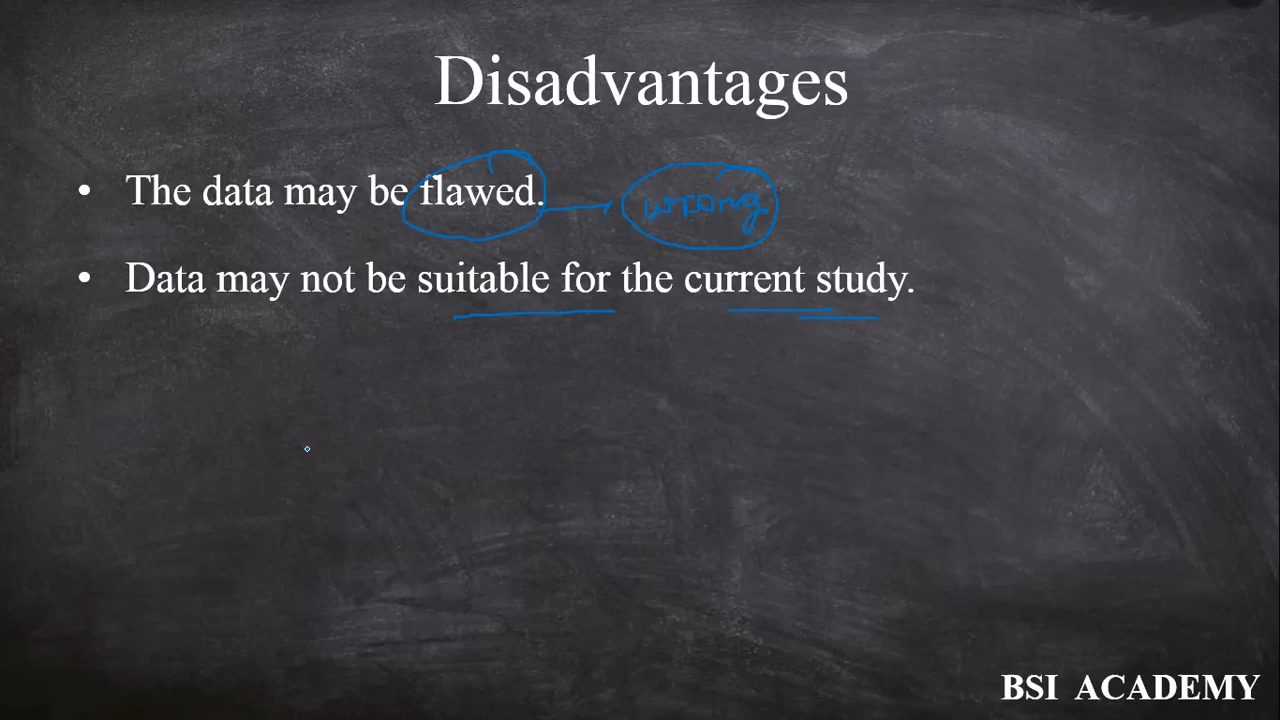 Disadvantages
• The data may be flawed. wrong
• Data may not be suitable for the current study.
BSI ACADEMY